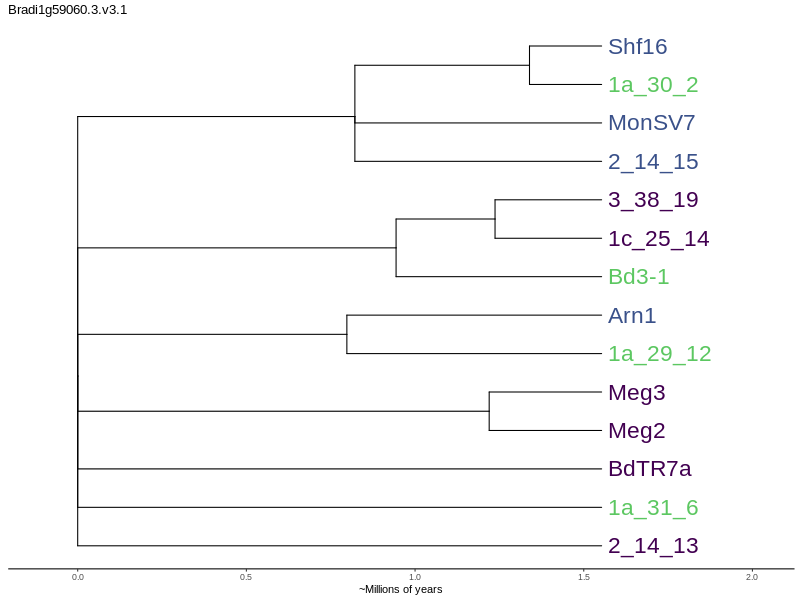 Bradi1g59060.3.v3.1
Shf16
1a_30_2
MonSV7
2_14_15
3_38_19
1c_25_14
Bd3-1
Arn1
1a_29_12
Meg3
Meg2
BdTR7a
1a_31_6
2_14_13
0.0 0.5 1.0 1.5 2.0
~Millions of years